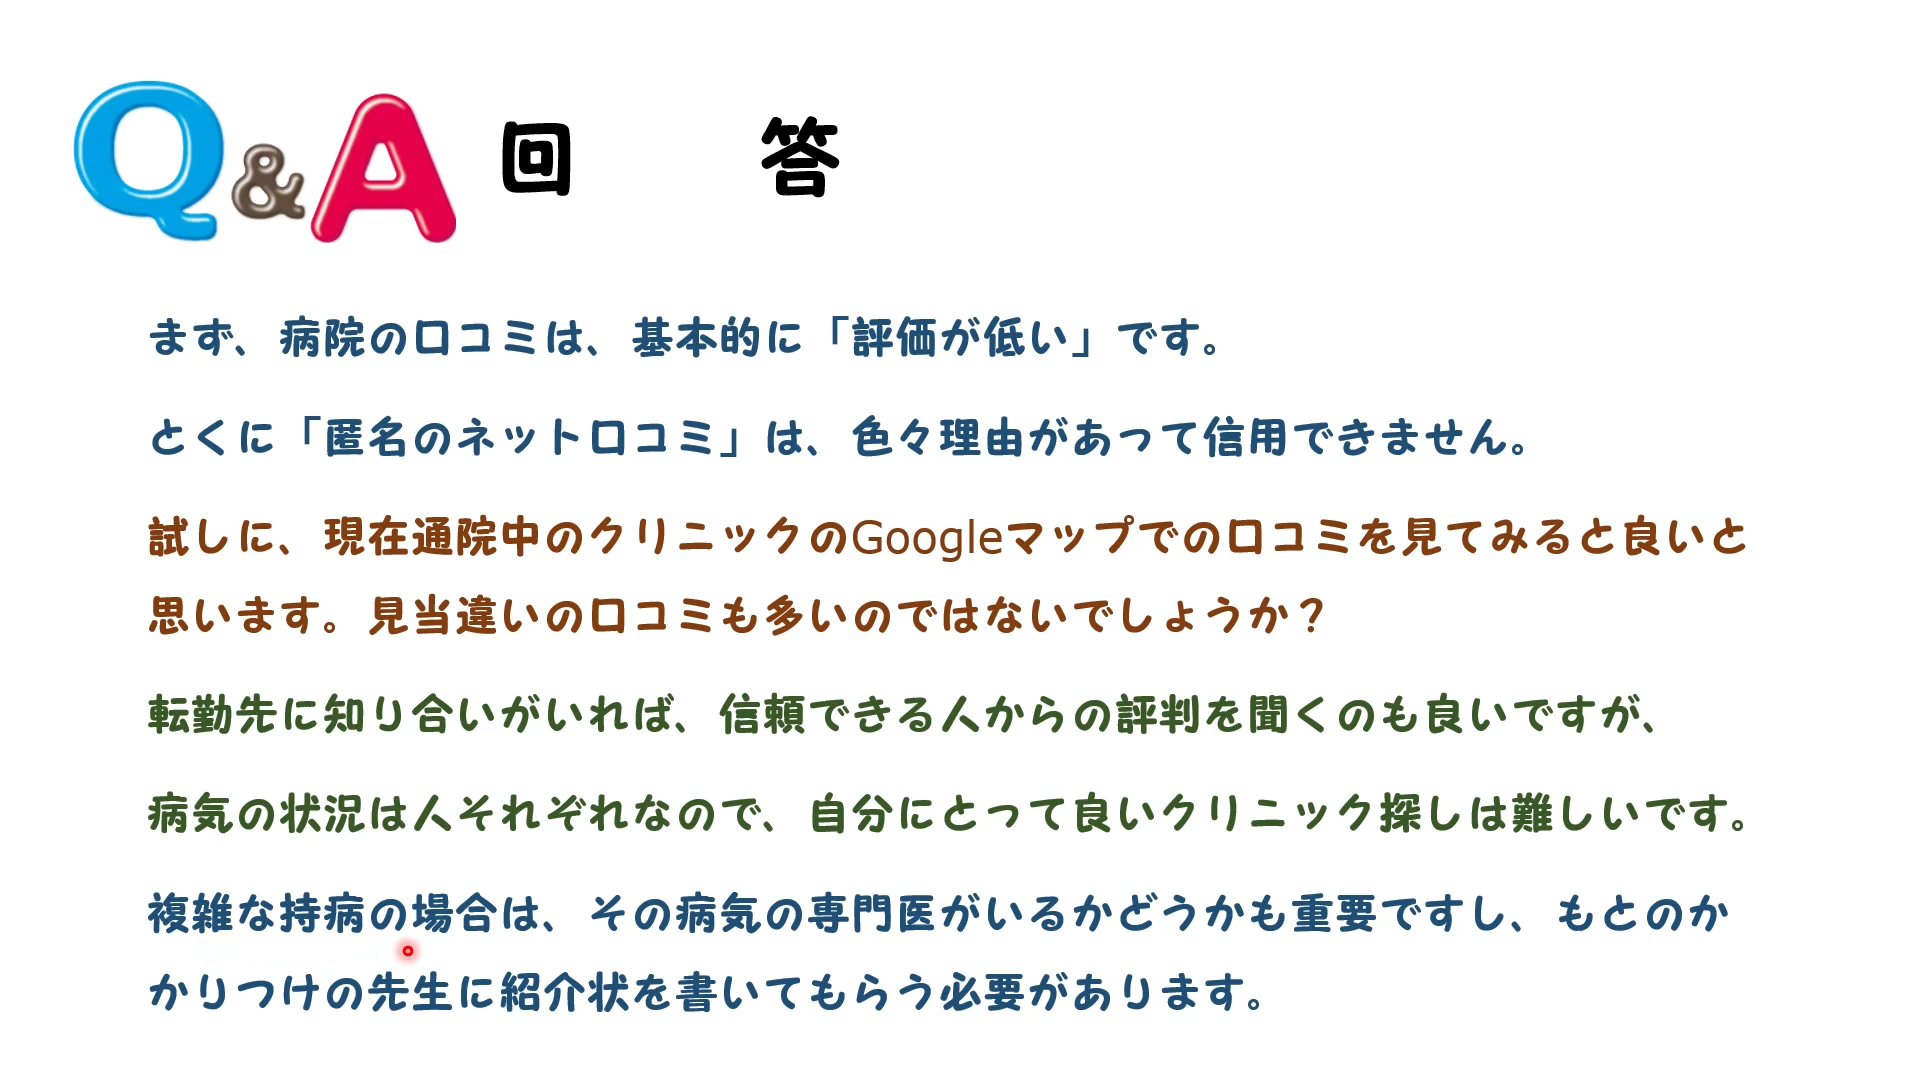 Q&A 回 答
まず、病院の口コミは、基本的に「評価が低い」です。
とくに「匿名のネット口コミ」は、色々理由があって信用できません。
試しに、現在通院中のクリニックのGoogleマップでの口コミを見てみると良いと
思います。見当違いの口コミも多いのではないでしょうか？
転勤先に知り合いがいれば、信頼できる人からの評判を聞くのも良いですが、
病気の状況は人それぞれなので、自分にとって良いクリニック探しは難しいです。
複雑な持病の場合は、その病気の専門医がいるかどうかも重要ですし、もとのか
かりつけの先生に紹介状を書いてもらう必要があります。